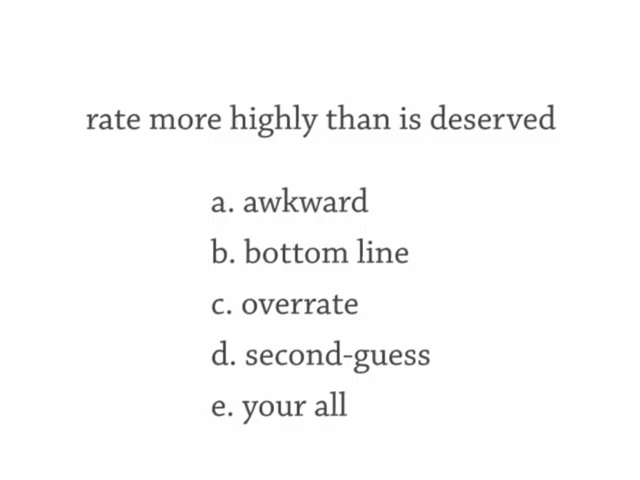 rate more highly than is deserved
a. awkward
b. bottom line
c. overrate
d. second-guess
e. your all